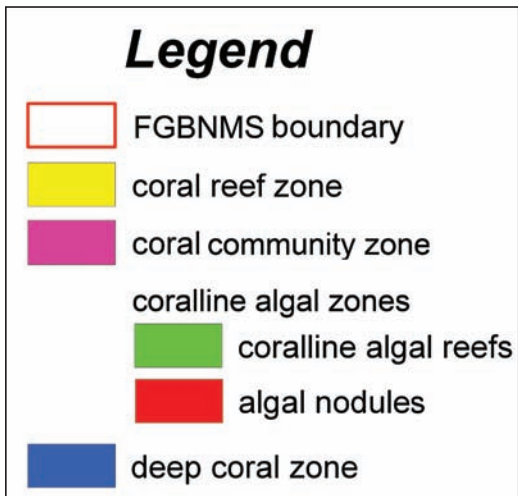 Legend
FGBNMS boundary
coral reef zone
coral community zone
coralline algal zones
coralline algal reefs
algal nodules
deep coral zone